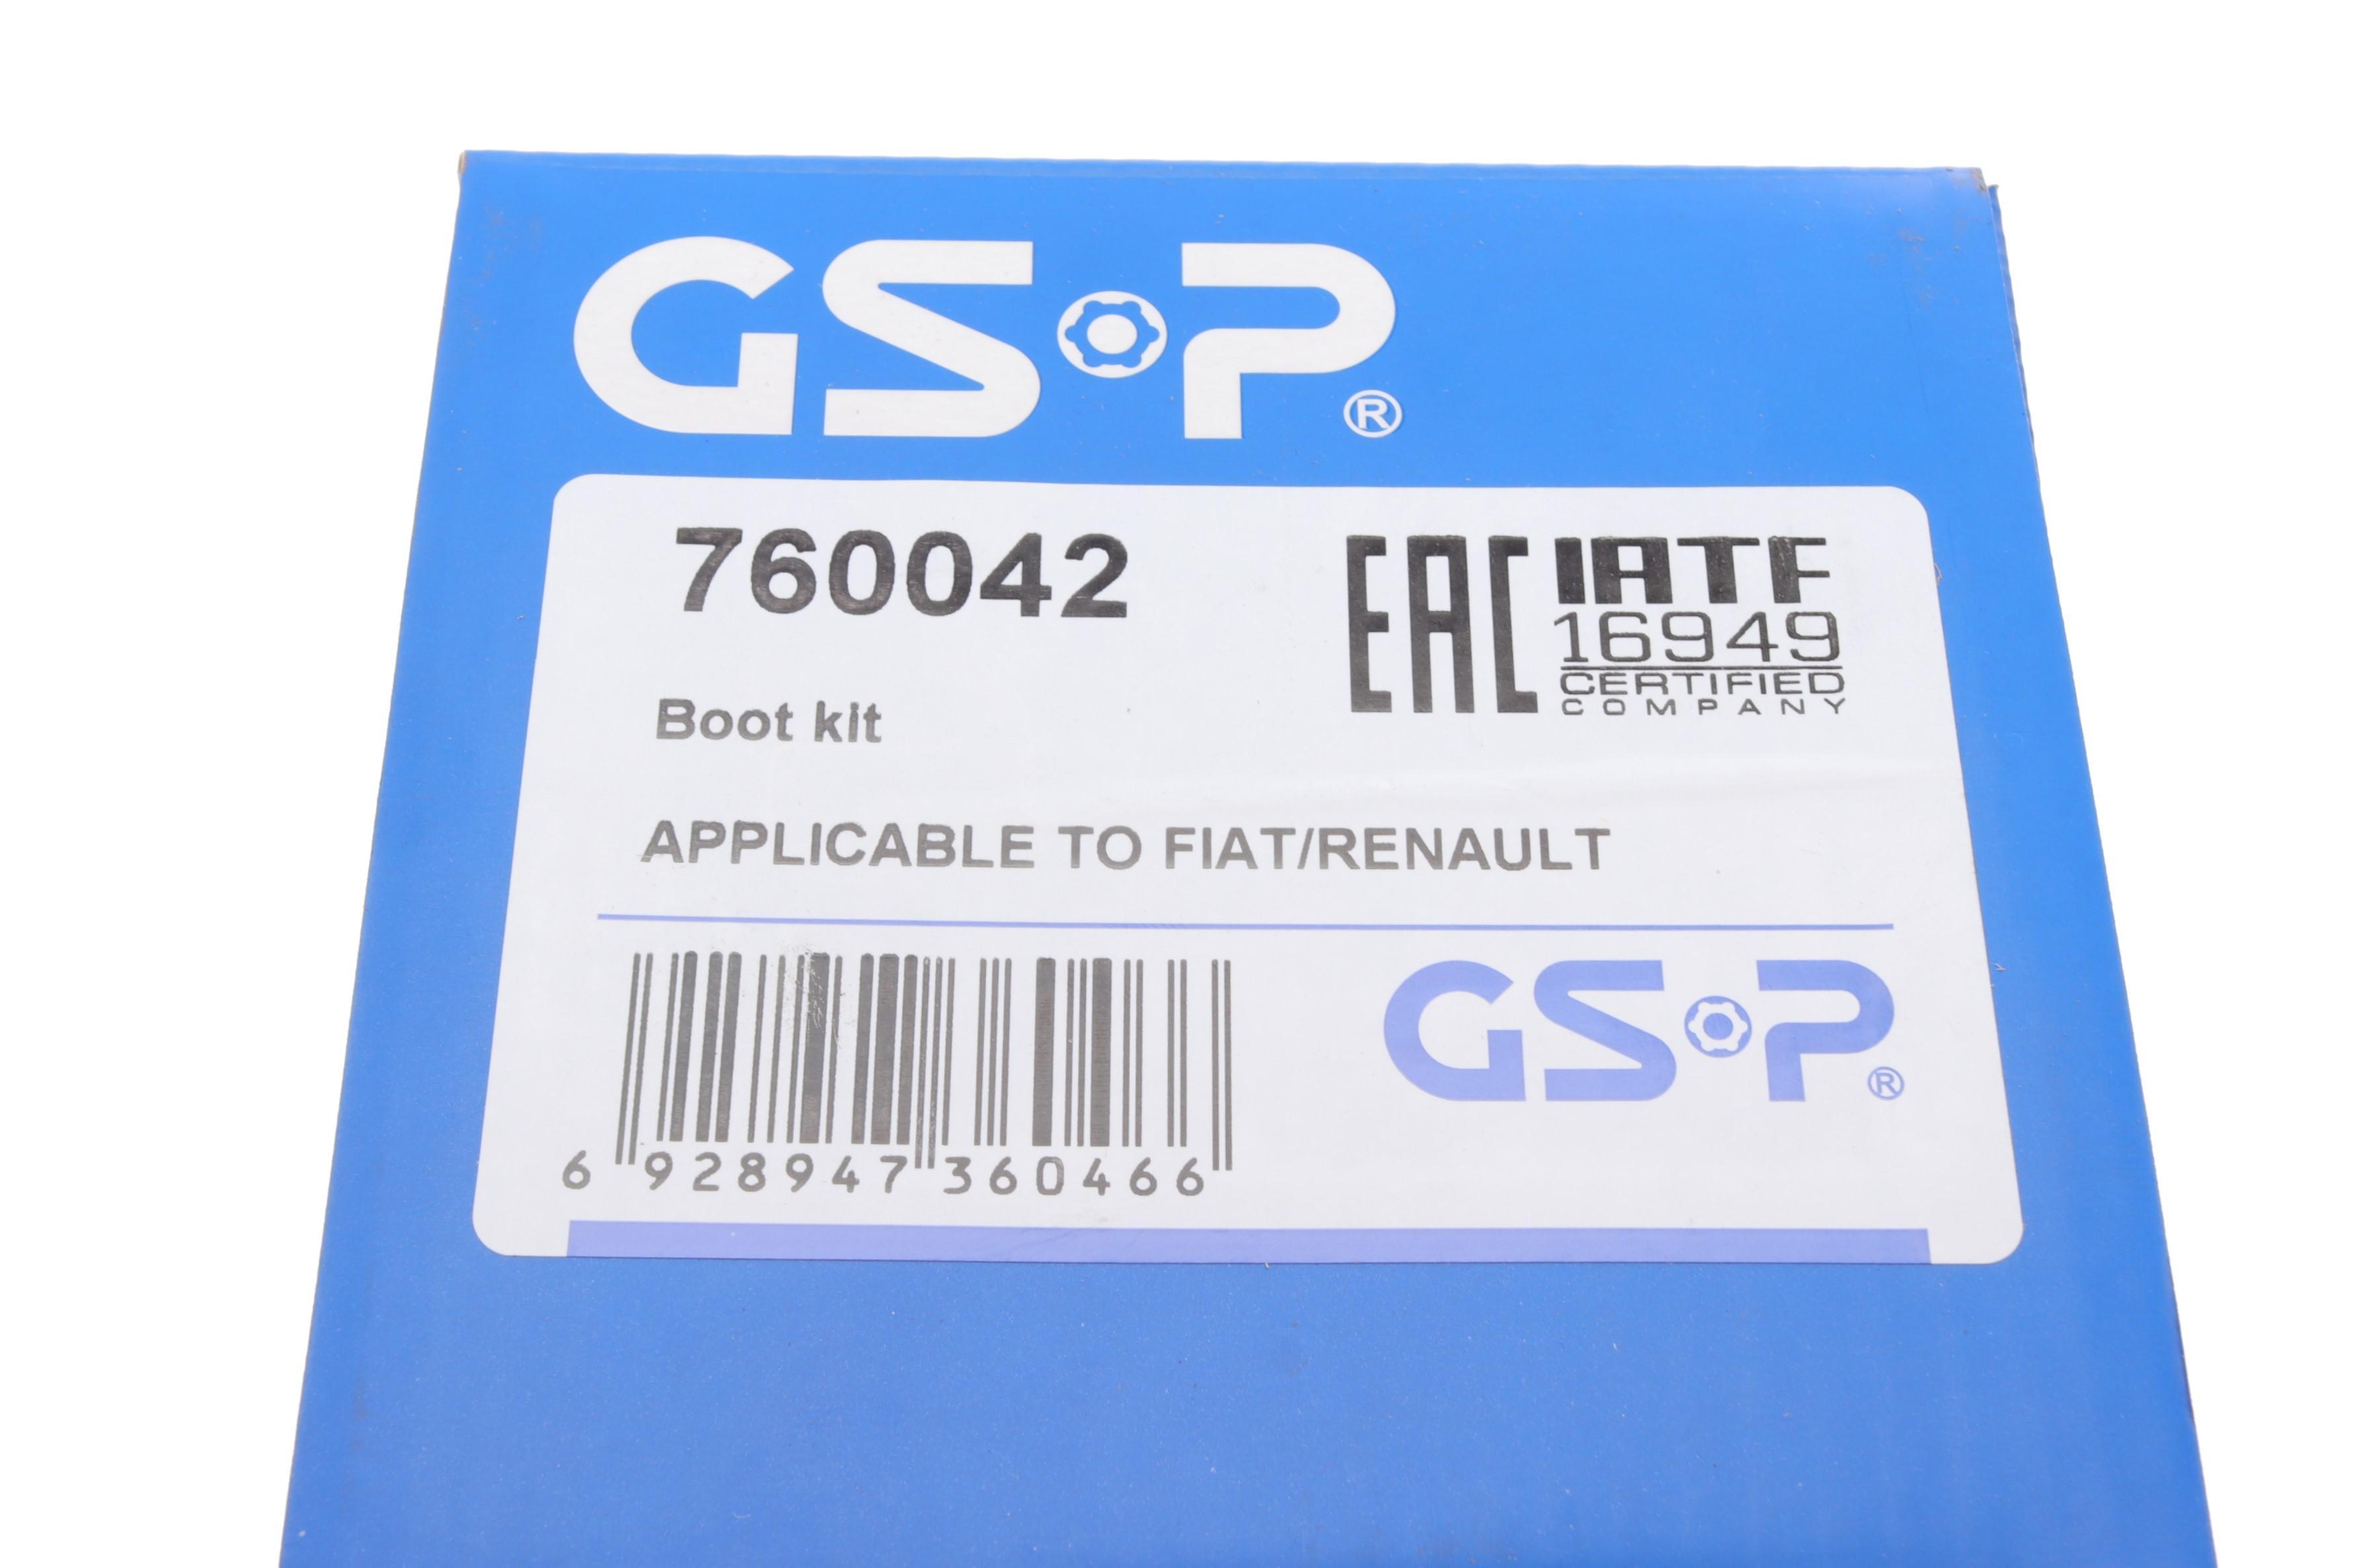 GSP®
760042
EAC
IATF
16949
CERTIFIED
COMPANY
Boot kit
APPLICABLE TO FIAT/RENAULT
6 928947 360466
GSP®